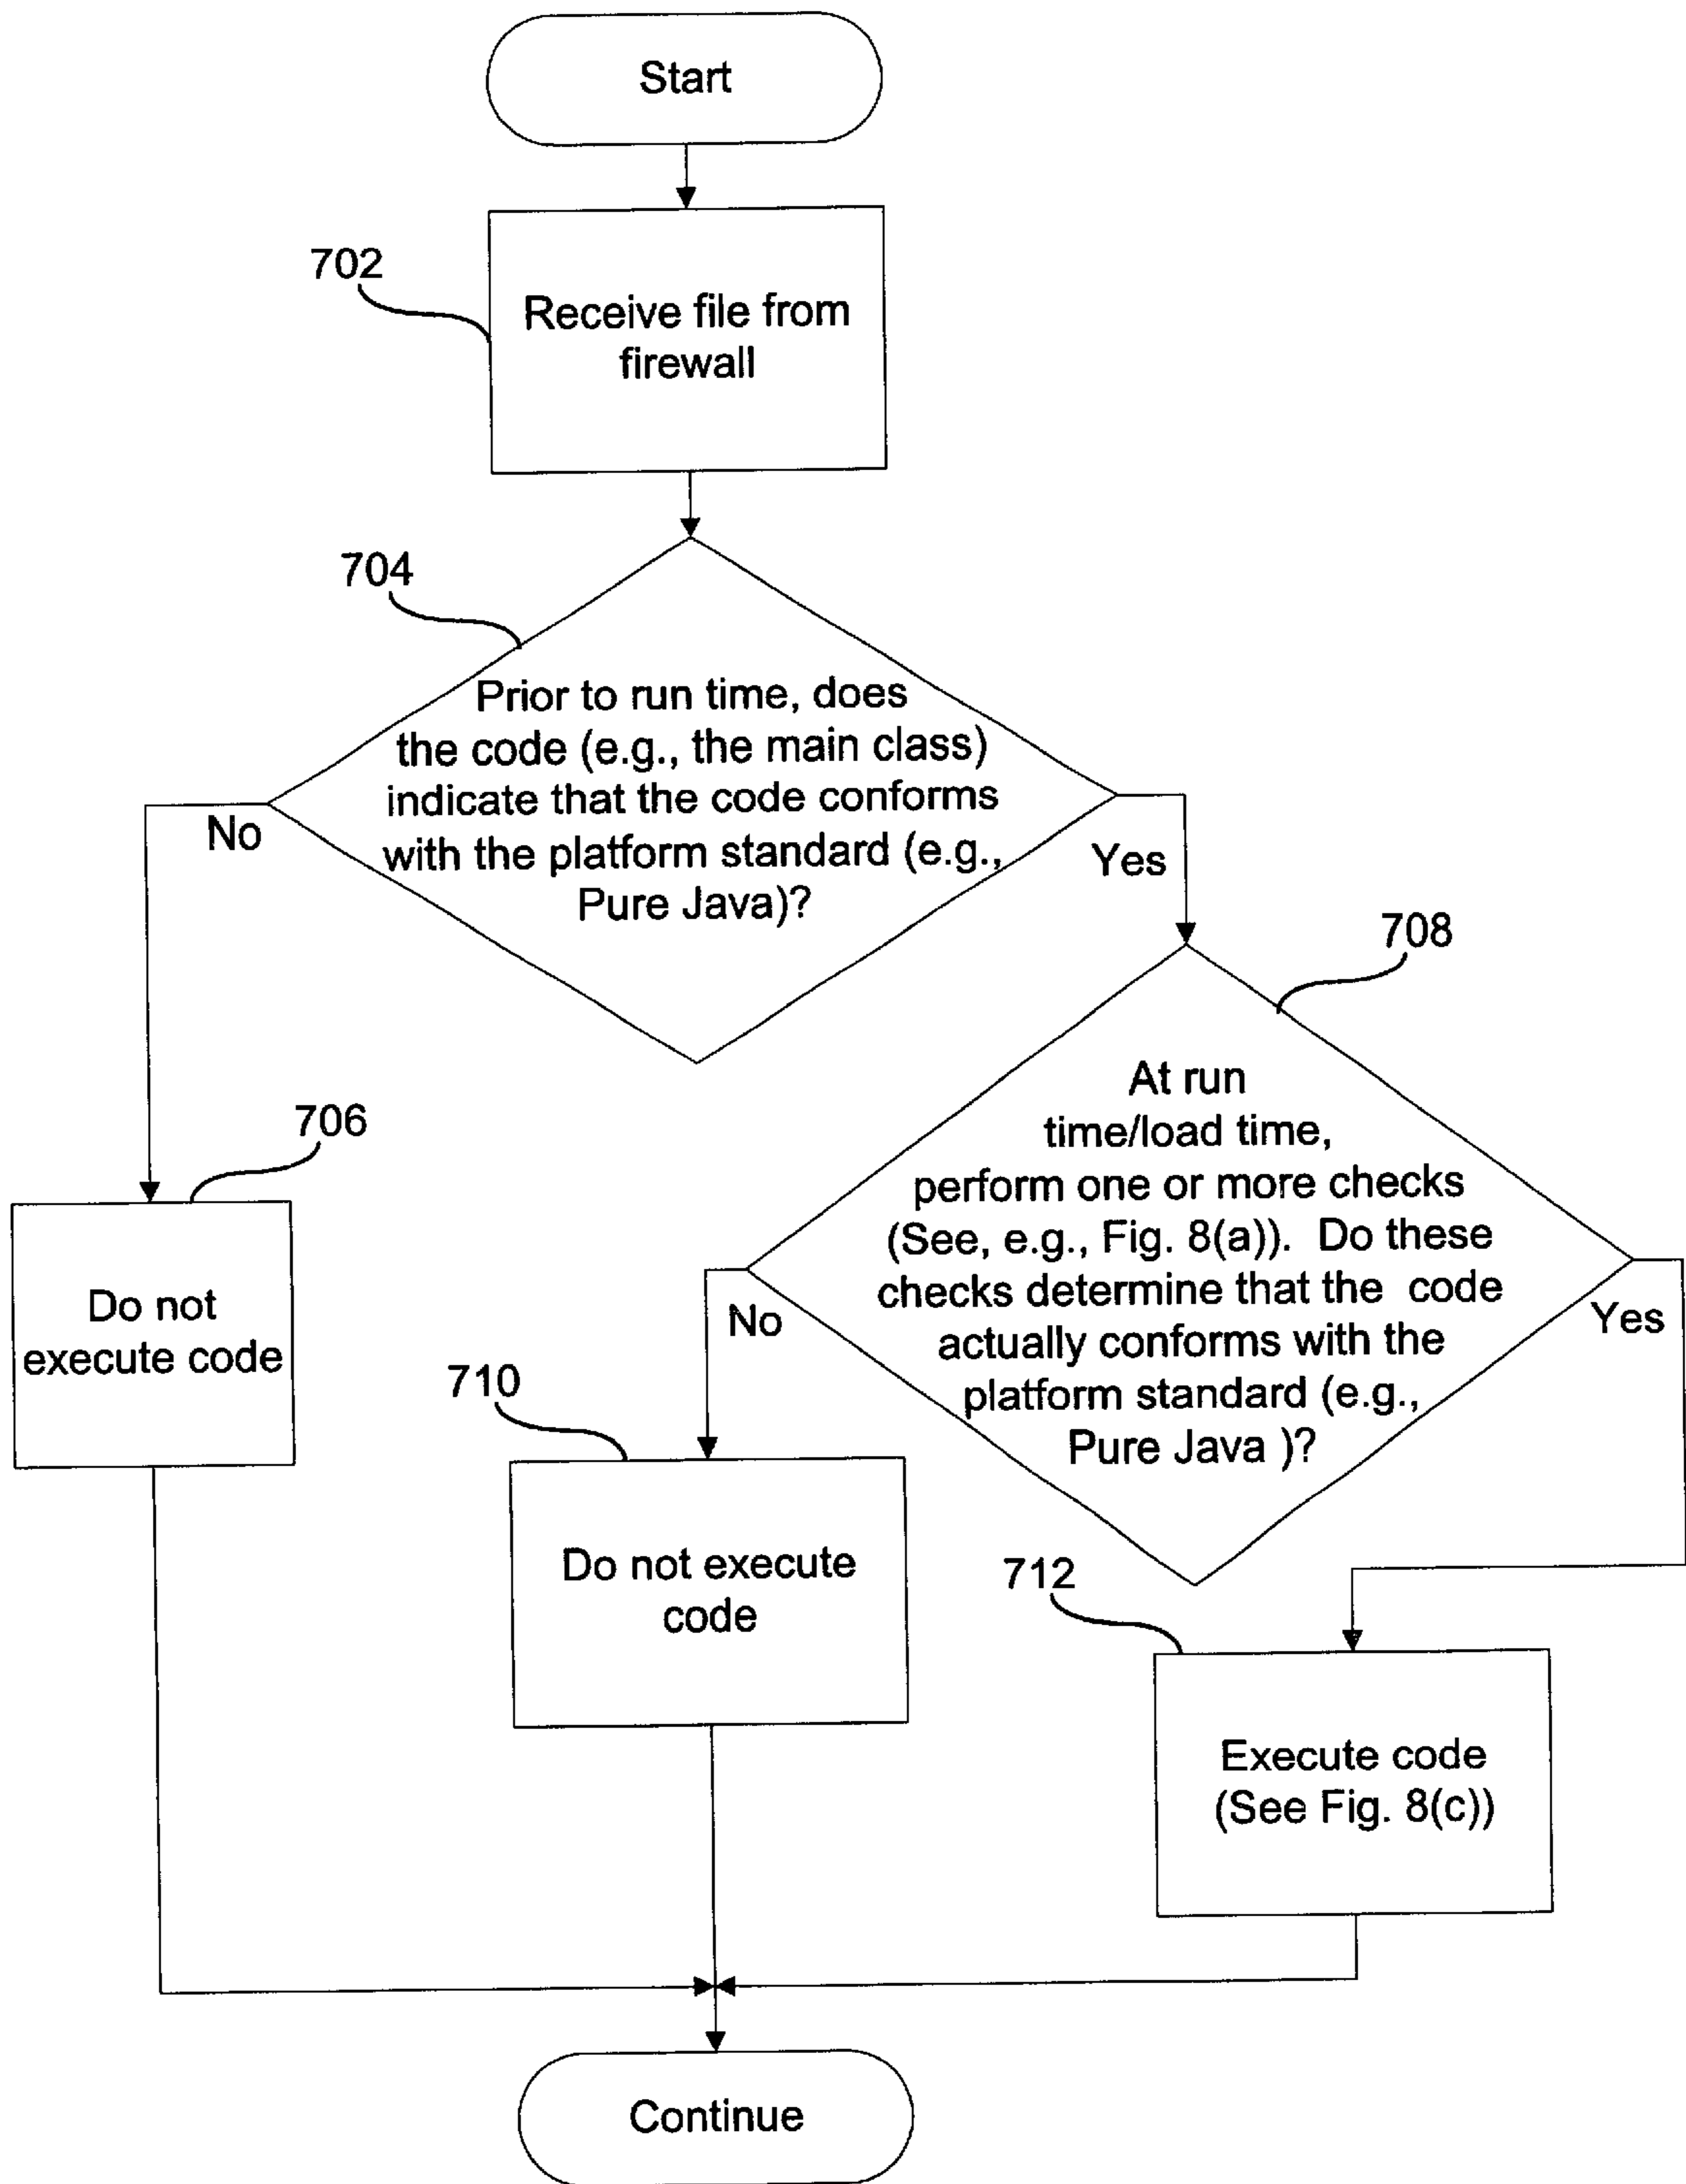 Start
702
Receive file from
firewall
704
Prior to run time, does
the code (e.g., the main class)
indicate that the code conforms
with the platform standard (e.g.,
Pure Java)?
No
Yes
708
At run
time/load time,
perform one or more checks
(See, e.g., Fig. 8(a)).  Do these
checks determine that the  code
actually conforms with the
platform standard (e.g.,
Pure Java )?
No
Yes
706
Do not
execute code
710
Do not execute
code
712
Execute code
(See Fig. 8(c))
Continue